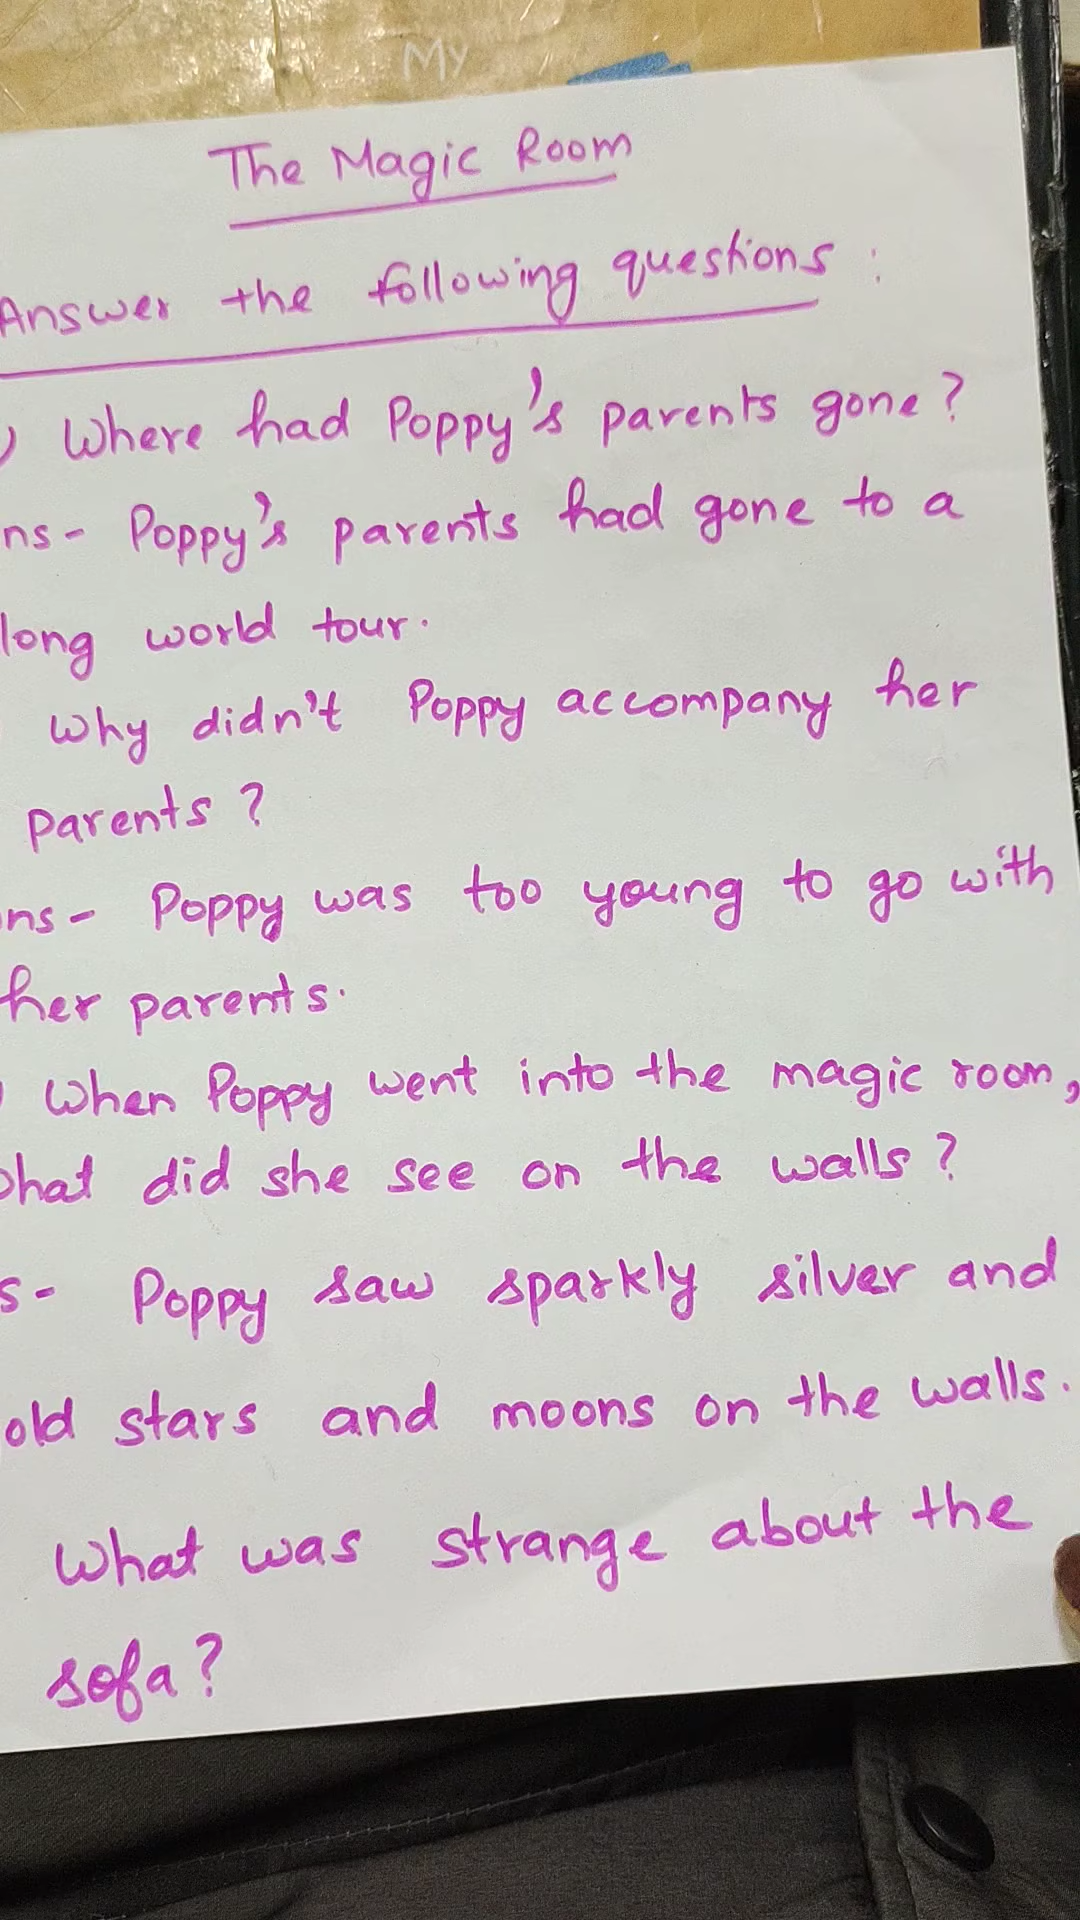 My
The Magic Room
Answer the following questions :
) Where had Poppy's parents gone?
ns- Poppy's parents had gone to a
long world tour.
Why didn't Poppy accompany her
parents?
ns- Poppy was too young to go with
her parents.
) When Poppy went into the magic room,
hat did she see on the walls?
s- Poppy saw sparkly silver and
old stars and moons on the walls.
What was strange about the
sofa?